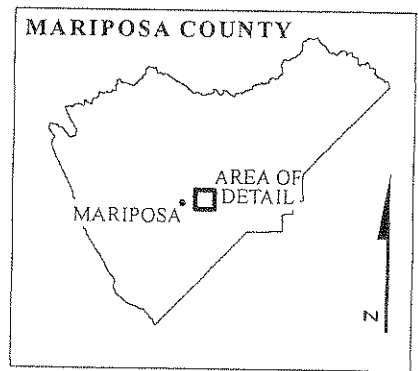 MARIPOSA COUNTY
AREA OF
DETAIL
MARIPOSA
N